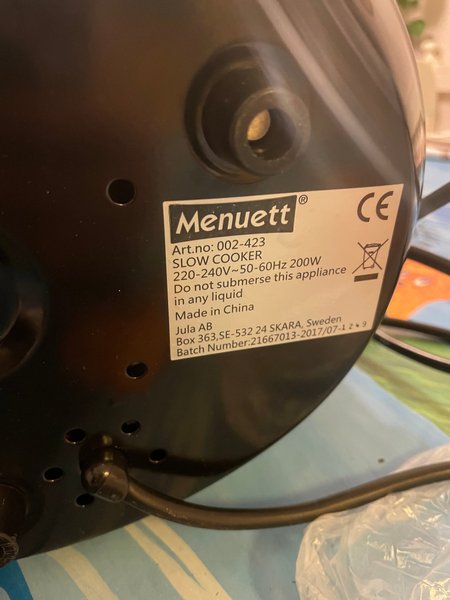 Menuett®
CE
Art.no: 002-423
SLOW COOKER
220-240V~50-60Hz 200W
Do not submerse this appliance
in any liquid
Made in China
Jula AB
Box 363,SE-532 24 SKARA, Sweden
Batch Number:21667013-2017/07-1249